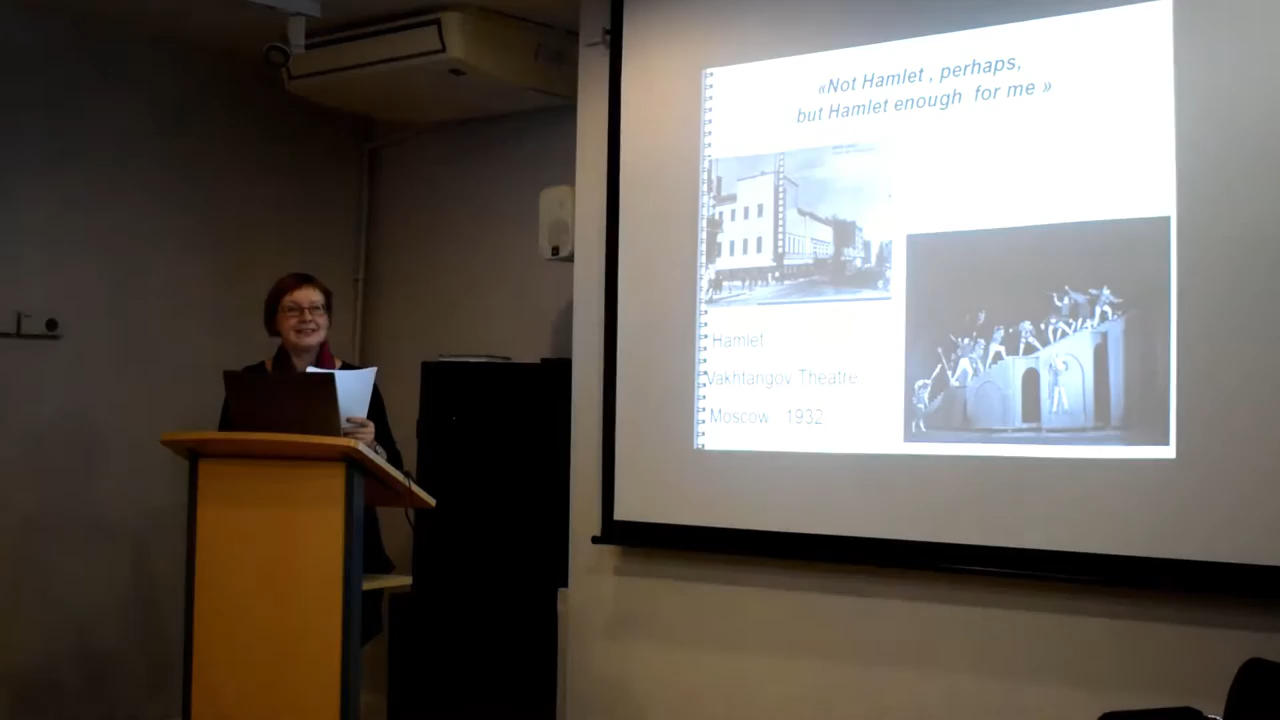 «Not Hamlet , perhaps,
but Hamlet enough for me »
Hamlet
Vakhtangov Theatre.
Moscow 1932